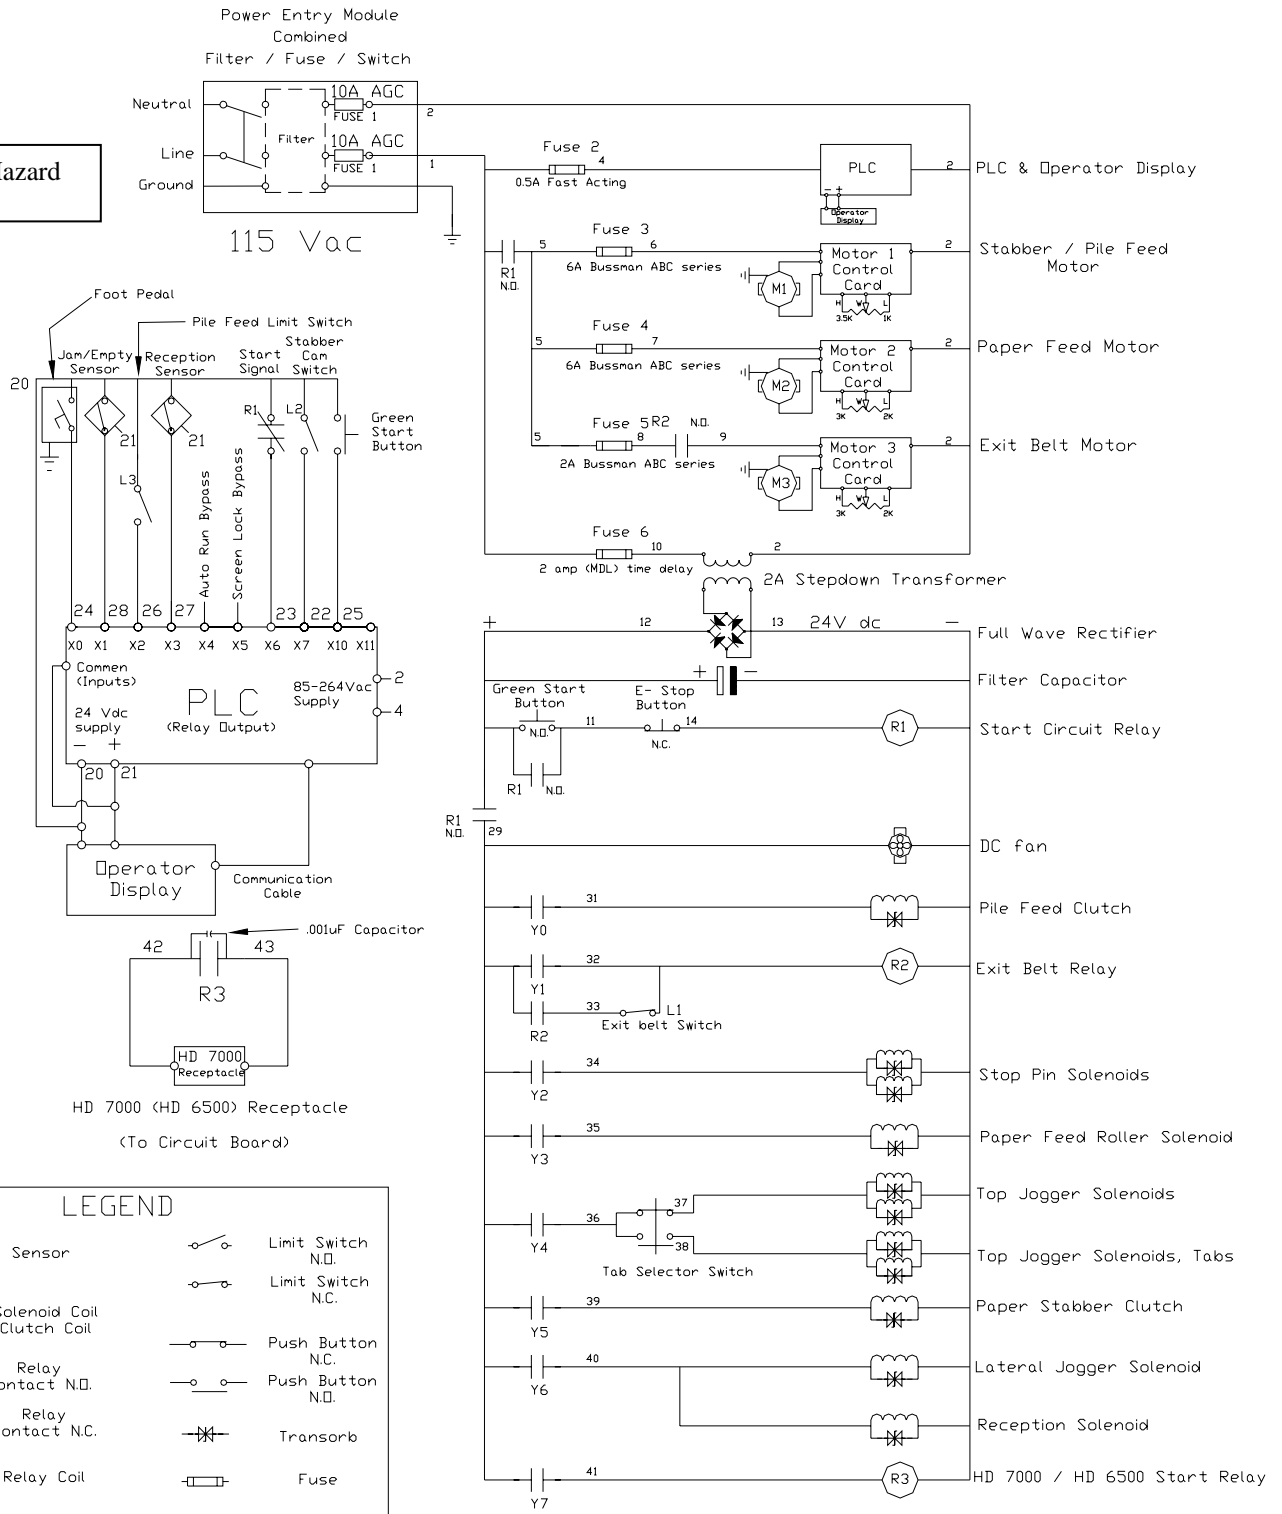 Power Entry Module
Combined
Filter / Fuse / Switch
Neutral
10A AGC
FUSE 1
2
Filter
Line
10A AGC
FUSE 1
1
Ground
115 Vac
Hazard
Fuse 2
4
0.5A Fast Acting
PLC
- +
Operator
Display
2
PLC & Operator Display
R1
N.O.
5
Fuse 3
6
6A Bussman ABC series
M1
Motor 1
Control
Card
H W L
3.5K 1K
2
Stabber / Pile Feed
Motor
5
Fuse 4
7
6A Bussman ABC series
M2
Motor 2
Control
Card
H W L
3K 2K
2
Paper Feed Motor
5
Fuse 5
8
R2 N.O.
9
2A Bussman ABC series
M3
Motor 3
Control
Card
H W L
3K 2K
2
Exit Belt Motor
Fuse 6
10
2 amp (MDL) time delay
2
2A Stepdown Transformer
Foot Pedal
Pile Feed Limit Switch
20
Jam/Empty
Sensor
21
Reception
Sensor
21
Start
Signal
R1
Stabber
Cam
Switch
L2
Green
Start
Button
L3
Auto Run Bypass
Screen Lock Bypass
24 28 26 27 23 22 25
X0 X1 X2 X3 X4 X5 X6 X7 X10 X11
Commen
(Inputs)
PLC
(Relay Output)
85-264Vac
Supply
2
4
24 Vdc
supply
- +
20 21
Operator
Display
Communication
Cable
.001uF Capacitor
42 43
R3
HD 7000
Receptacle
HD 7000 (HD 6500) Receptacle
(To Circuit Board)
+
12
13
24V dc
-
Full Wave Rectifier
+ -
Filter Capacitor
Green Start
Button
N.O.
11
E- Stop
Button
14
N.C.
R1
Start Circuit Relay
R1 N.O.
R1
N.O.
29
DC fan
31
Y0
Pile Feed Clutch
32
Y1
R2
Exit Belt Relay
33
L1
R2
Exit belt Switch
34
Y2
Stop Pin Solenoids
35
Y3
Paper Feed Roller Solenoid
36
Y4
37
38
Tab Selector Switch
Top Jogger Solenoids
Top Jogger Solenoids, Tabs
39
Y5
Paper Stabber Clutch
40
Y6
Lateral Jogger Solenoid
Reception Solenoid
41
Y7
R3
HD 7000 / HD 6500 Start Relay
LEGEND
Sensor
Limit Switch
N.O.
Limit Switch
N.C.
Solenoid Coil
Clutch Coil
Push Button
N.C.
Relay
Contact N.O.
Push Button
N.O.
Relay
Contact N.C.
Transorb
Relay Coil
Fuse